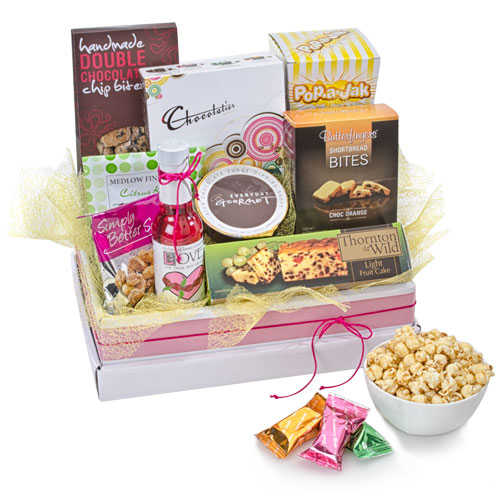 handmade
DOUBLE
CHOCOLATE
chip bites
Chocolatier
POP.a.JAK
Butterfingers
SHORTBREAD
BITES
CHOC ORANGE
MEDLOW
Citrus
Simply
Better
EVERYDAY
GOURMET
LOVE
Thornton
& Wild
Light
Fruit Cake